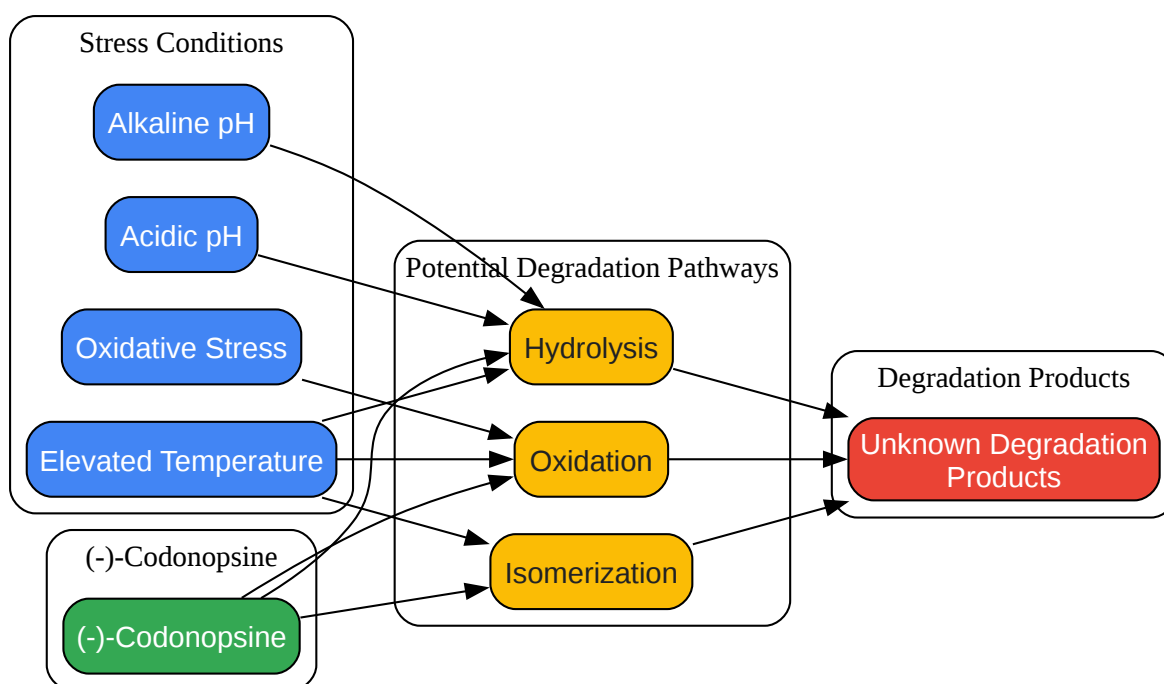 Stress Conditions
Alkaline pH
Acidic pH
Oxidative Stress
Elevated Temperature
(-)-Codonopsine
(-)-Codonopsine
Potential Degradation Pathways
Hydrolysis
Oxidation
Isomerization
Degradation Products
Unknown Degradation
Products